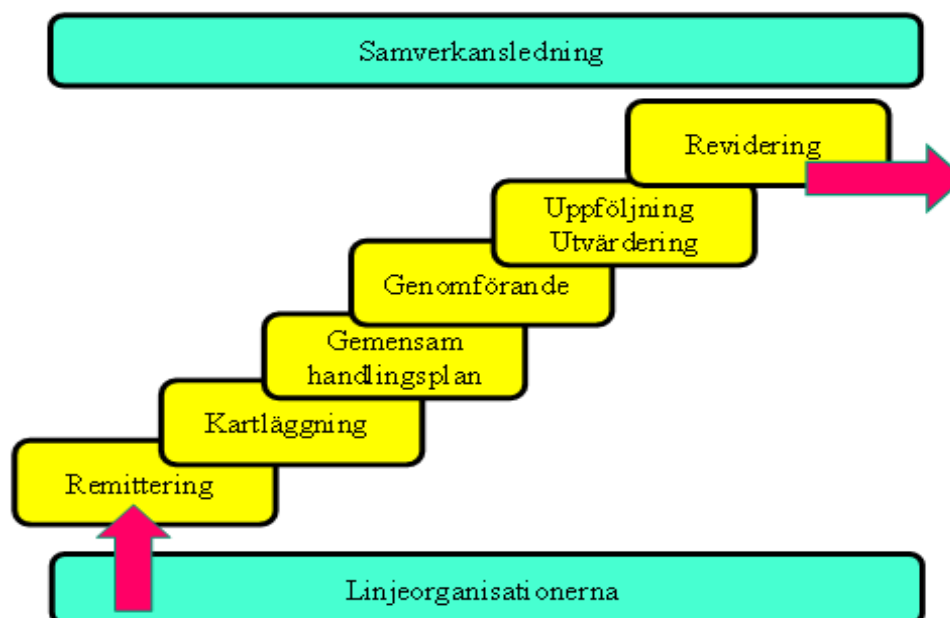 Samverkansledning
Revidering
Uppföljning
Utvärdering
Genomförande
Gemensam
handlingsplan
Kartläggning
Remittering
Linjeorganisationerna